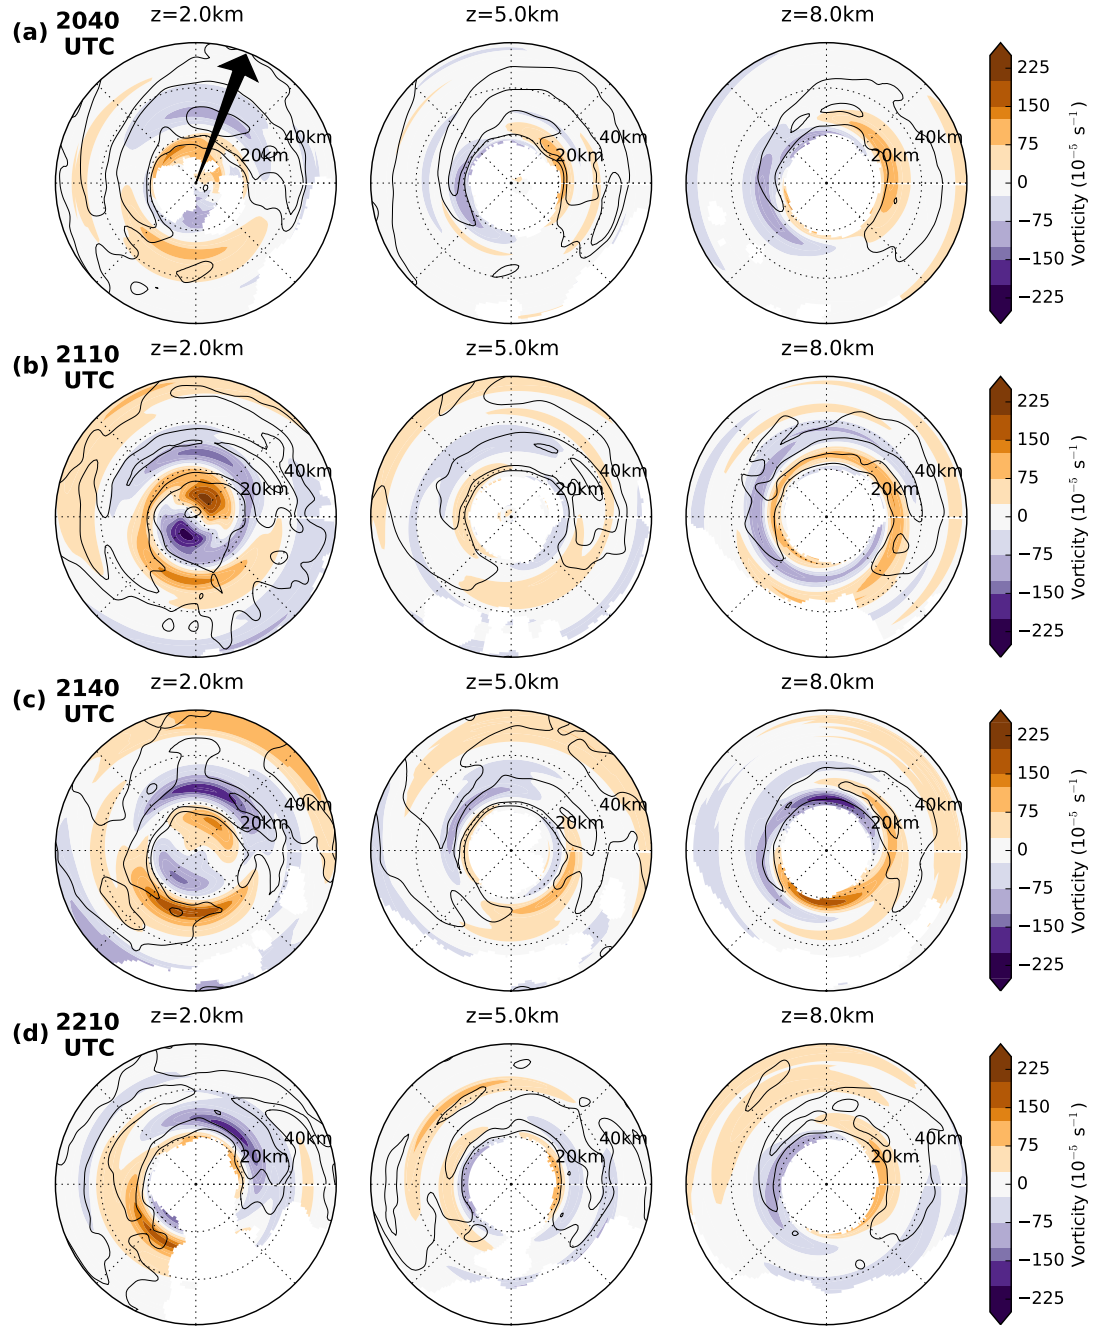 (a) 2040 UTC
z=2.0km z=5.0km z=8.0km
40km 20km 40km 20km 40km 20km
225
150
75
0
−75
−150
−225
Vorticity (10⁻⁵ s⁻¹)
(b) 2110 UTC
z=2.0km z=5.0km z=8.0km
40km 20km 40km 20km 40km 20km
225
150
75
0
−75
−150
−225
Vorticity (10⁻⁵ s⁻¹)
(c) 2140 UTC
z=2.0km z=5.0km z=8.0km
40km 20km 40km 20km 40km 20km
225
150
75
0
−75
−150
−225
Vorticity (10⁻⁵ s⁻¹)
(d) 2210 UTC
z=2.0km z=5.0km z=8.0km
40km 20km 40km 20km 40km 20km
225
150
75
0
−75
−150
−225
Vorticity (10⁻⁵ s⁻¹)